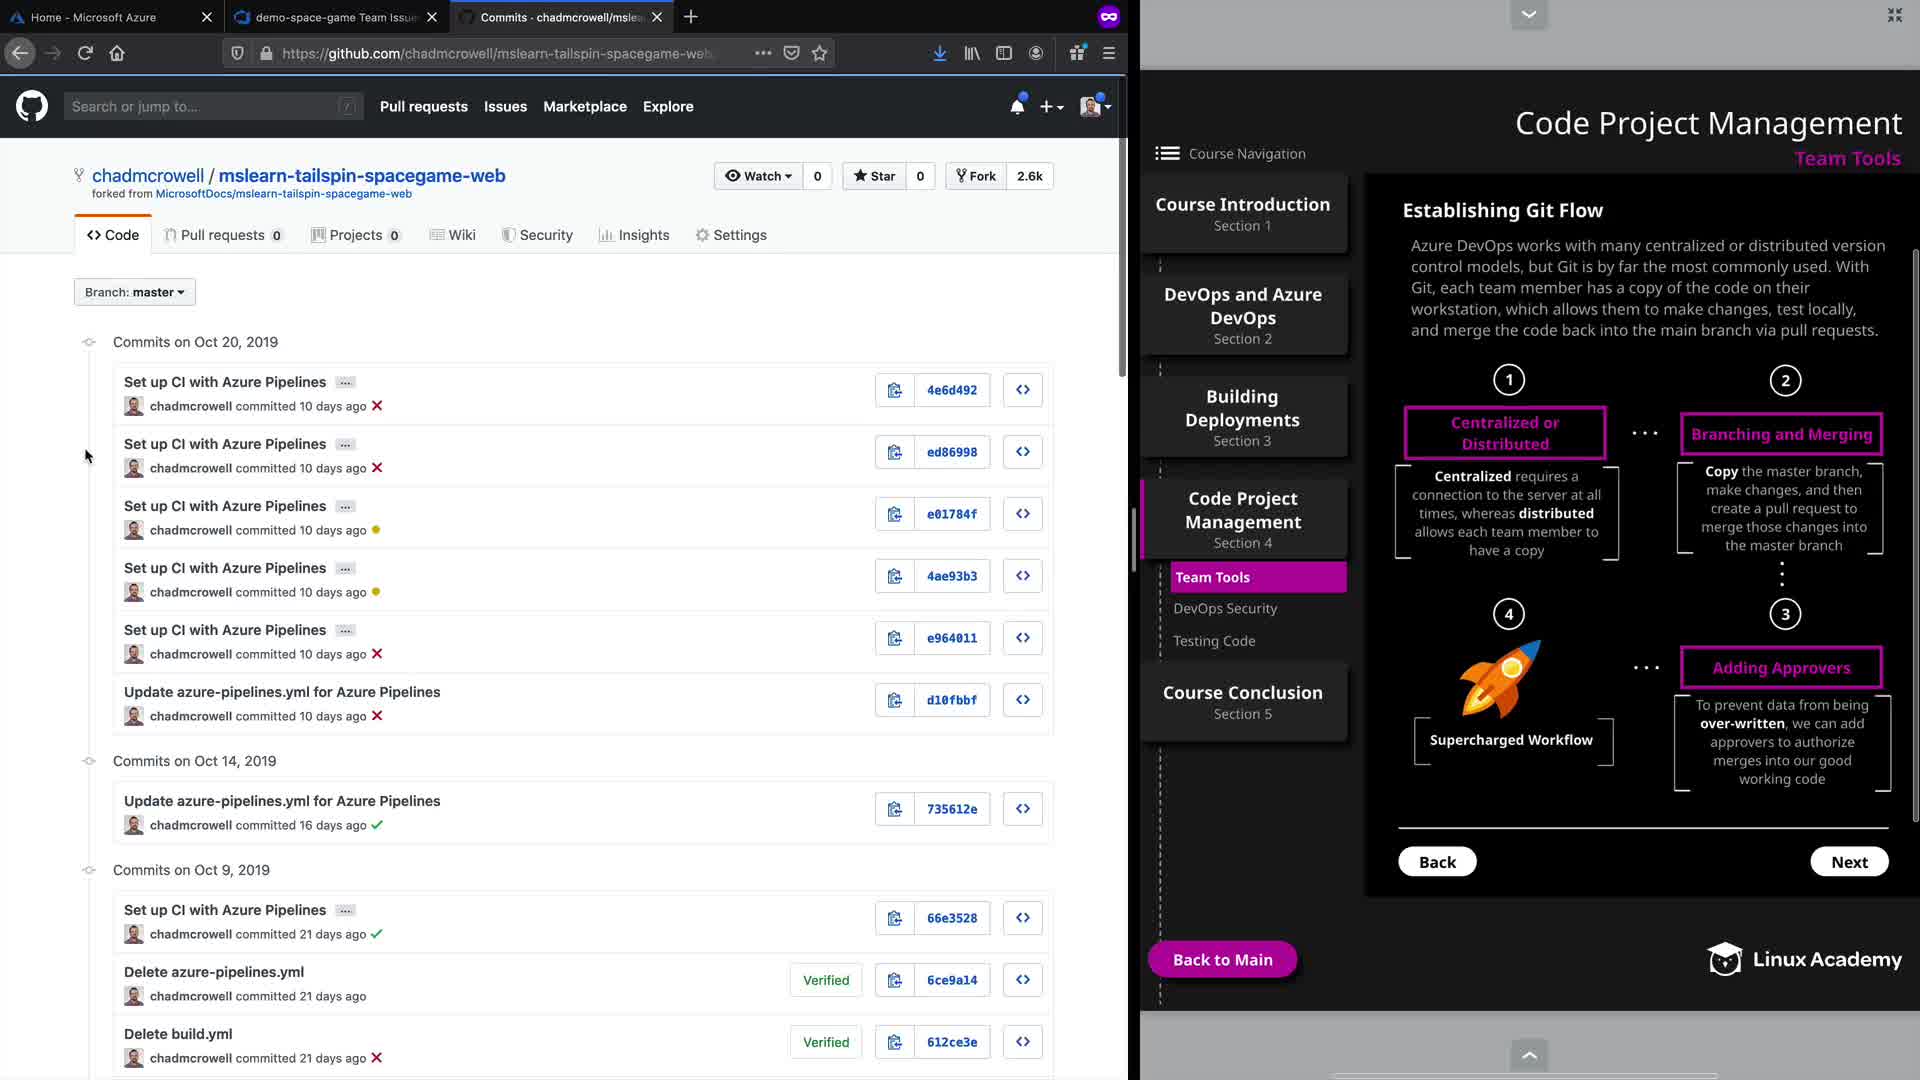 Home - Microsoft Azure
demo-space-game Team Issue
Commits - chadmcrowell/mslea
https://github.com/chadmcrowell/mslearn-tailspin-spacegame-web
Search or jump to...
/
Pull requests
Issues
Marketplace
Explore
chadmcrowell / mslearn-tailspin-spacegame-web
forked from MicrosoftDocs/mslearn-tailspin-spacegame-web
Watch 0
Star 0
Fork 2.6k
<> Code
Pull requests 0
Projects 0
Wiki
Security
Insights
Settings
Branch: master
Commits on Oct 20, 2019
Set up CI with Azure Pipelines ...
chadmcrowell committed 10 days ago
4e6d492
Set up CI with Azure Pipelines ...
chadmcrowell committed 10 days ago
ed86998
Set up CI with Azure Pipelines ...
chadmcrowell committed 10 days ago
e01784f
Set up CI with Azure Pipelines ...
chadmcrowell committed 10 days ago
4ae93b3
Set up CI with Azure Pipelines ...
chadmcrowell committed 10 days ago
e964011
Update azure-pipelines.yml for Azure Pipelines
chadmcrowell committed 10 days ago
d10fbbf
Commits on Oct 14, 2019
Update azure-pipelines.yml for Azure Pipelines
chadmcrowell committed 16 days ago
735612e
Commits on Oct 9, 2019
Set up CI with Azure Pipelines ...
chadmcrowell committed 21 days ago
66e3528
Delete azure-pipelines.yml
chadmcrowell committed 21 days ago
Verified
6ce9a14
Delete build.yml
chadmcrowell committed 21 days ago
Verified
612ce3e
Code Project Management
Team Tools
Course Navigation
Course Introduction
Section 1
DevOps and Azure
DevOps
Section 2
Building
Deployments
Section 3
Code Project
Management
Section 4
Team Tools
DevOps Security
Testing Code
Course Conclusion
Section 5
Back to Main
Establishing Git Flow
Azure DevOps works with many centralized or distributed version
control models, but Git is by far the most commonly used. With
Git, each team member has a copy of the code on their
workstation, which allows them to make changes, test locally,
and merge the code back into the main branch via pull requests.
1
Centralized or
Distributed
Centralized requires a
connection to the server at all
times, whereas distributed
allows each team member to
have a copy
2
Branching and Merging
Copy the master branch,
make changes, and then
create a pull request to
merge those changes into
the master branch
4
Supercharged Workflow
3
Adding Approvers
To prevent data from being
over-written, we can add
approvers to authorize
merges into our good
working code
Back
Next
Linux Academy